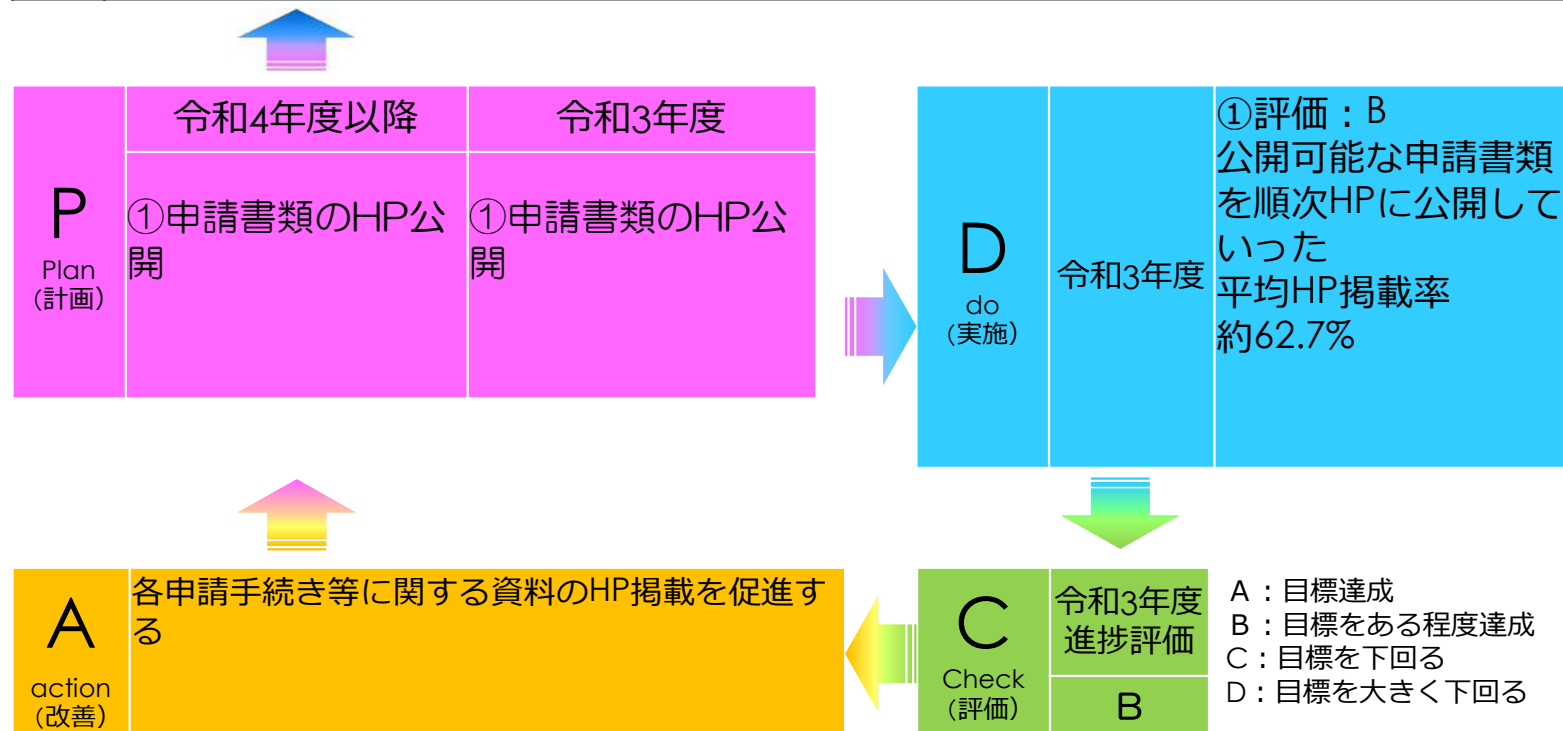 P
Plan
(計画)
令和4年度以降
令和3年度
①申請書類のHP公
開
①申請書類のHP公
開
D
do
(実施)
令和3年度
①評価：B
公開可能な申請書類
を順次HPに公開して
いった
平均HP掲載率
約62.7%
C
Check
(評価)
令和3年度
進捗評価
B
A：目標達成
B：目標をある程度達成
C：目標を下回る
D：目標を大きく下回る
A
action
(改善)
各申請手続き等に関する資料のHP掲載を促進す
る